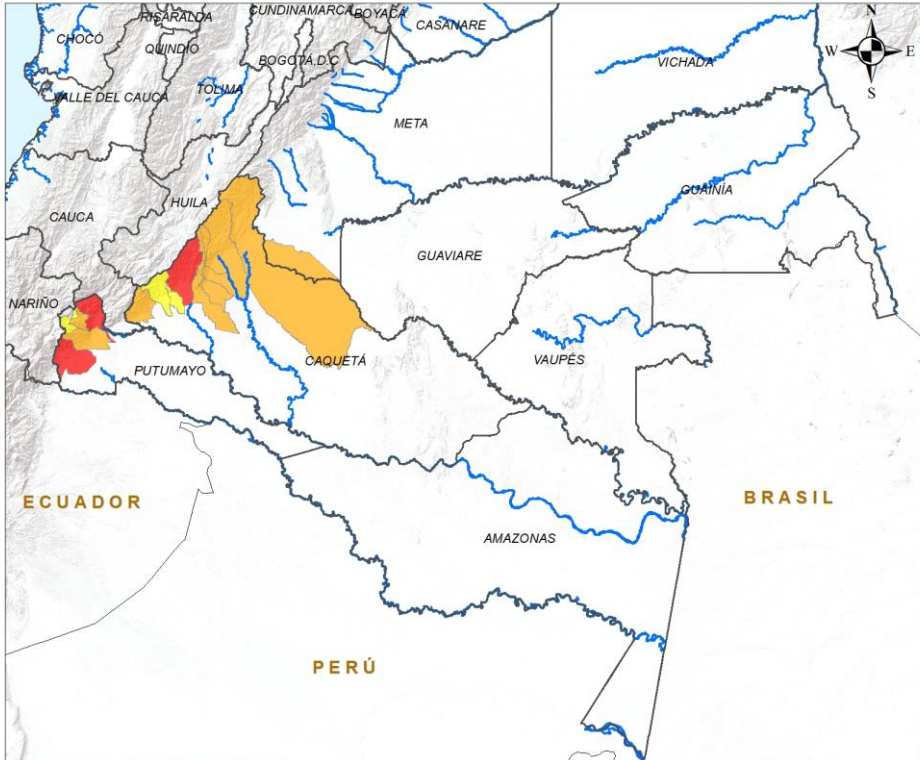 CUNDINAMARCA
BOYACÁ
RISARALDA
CASANARE
N
CHOCÓ
QUINDIO
W
E
BOGOTÁ D.C
VICHADA
TOLIMA
S
VALLE DEL CAUCA
META
GUAINÍA
HUILA
CAUCA
GUAVIARE
NARIÑO
CAQUETÁ
VAUPÉS
PUTUMAYO
ECUADOR
BRASIL
AMAZONAS
PERÚ